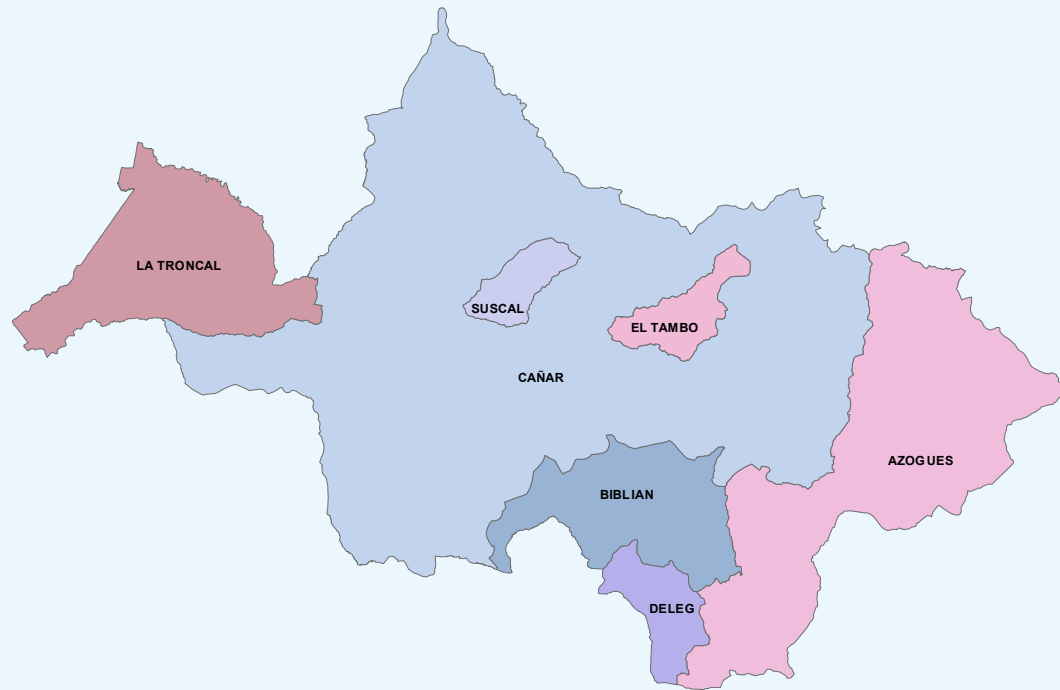 LA TRONCAL
SUSCAL
EL TAMBO
CAÑAR
AZOGUES
BIBLIAN
DELEG